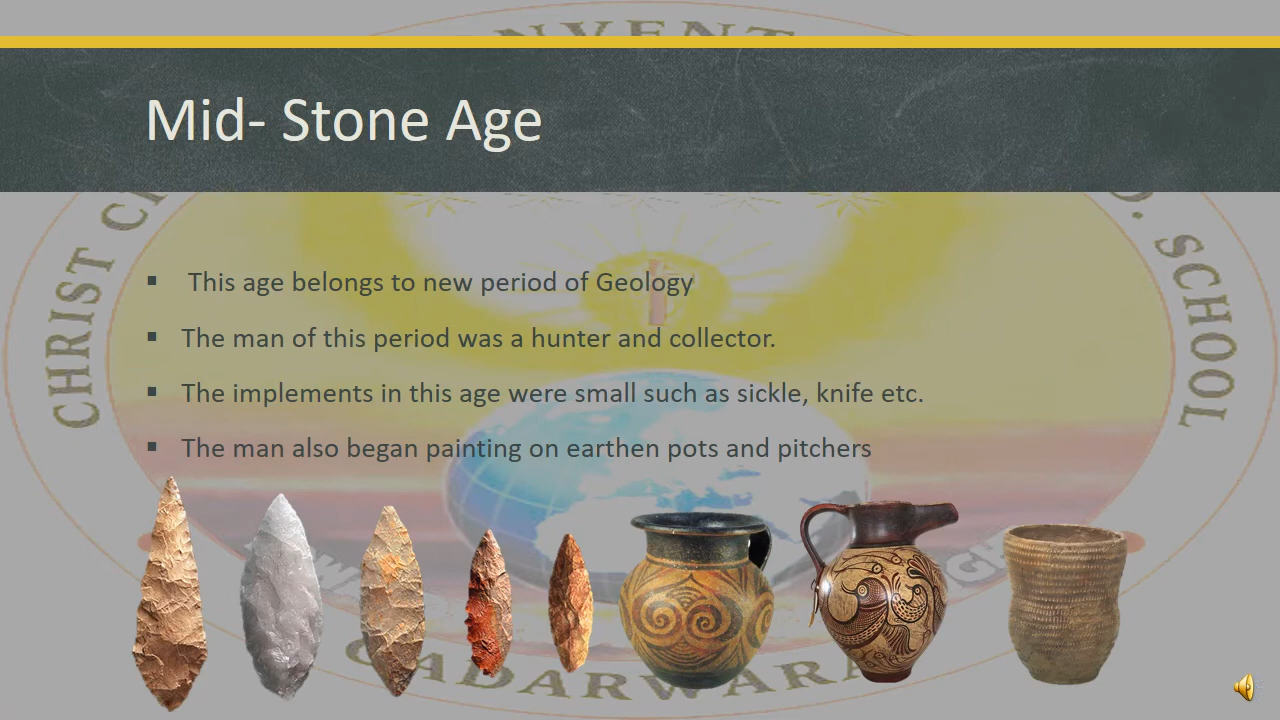 NVENT
Mid- Stone Age
CHRIST C
. SCHOOL
This age belongs to new period of Geology
The man of this period was a hunter and collector.
The implements in this age were small such as sickle, knife etc.
The man also began painting on earthen pots and pitchers
GADARWARA